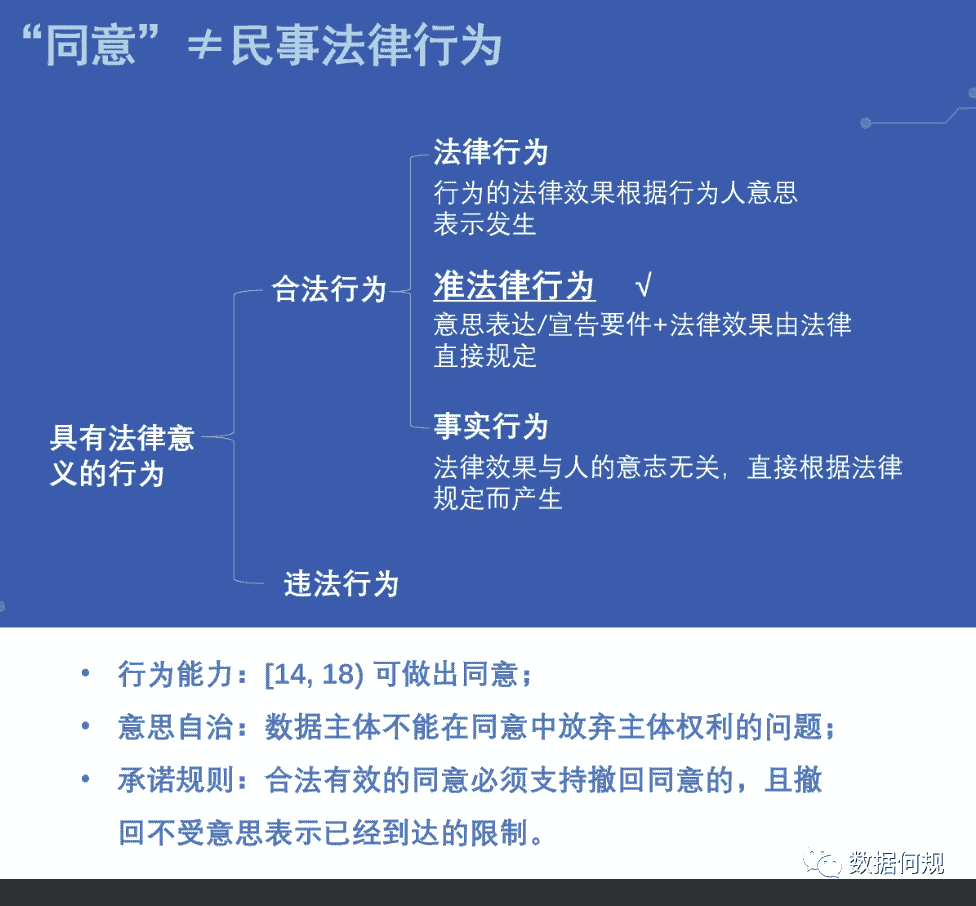 “同意” ≠民事法律行为
法律行为
行为的法律效果根据行为人意思
表示发生
合法行为
准法律行为 √
意思表达/宣告要件+法律效果由法律
直接规定
具有法律意
义的行为
事实行为
法律效果与人的意志无关，直接根据法律
规定而产生
违法行为
• 行为能力：[14, 18) 可做出同意；
• 意思自治：数据主体不能在同意中放弃主体权利的问题；
• 承诺规则：合法有效的同意必须支持撤回同意的，且撤
回不受意思表示已经到达的限制。
数据何规